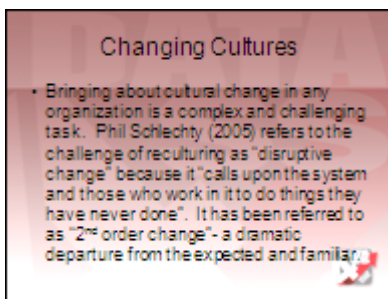 Changing Cultures
• Bringing about cultural change in any
organization is a complex and challenging
task. Phil Schlechty (2005) refers to the
challenge of reculturing as "disruptive
change" because it "calls upon the system
and those who work in it to do things they
have never done". It has been referred to
as "2nd order change"- a dramatic
departure from the expected and familiar.